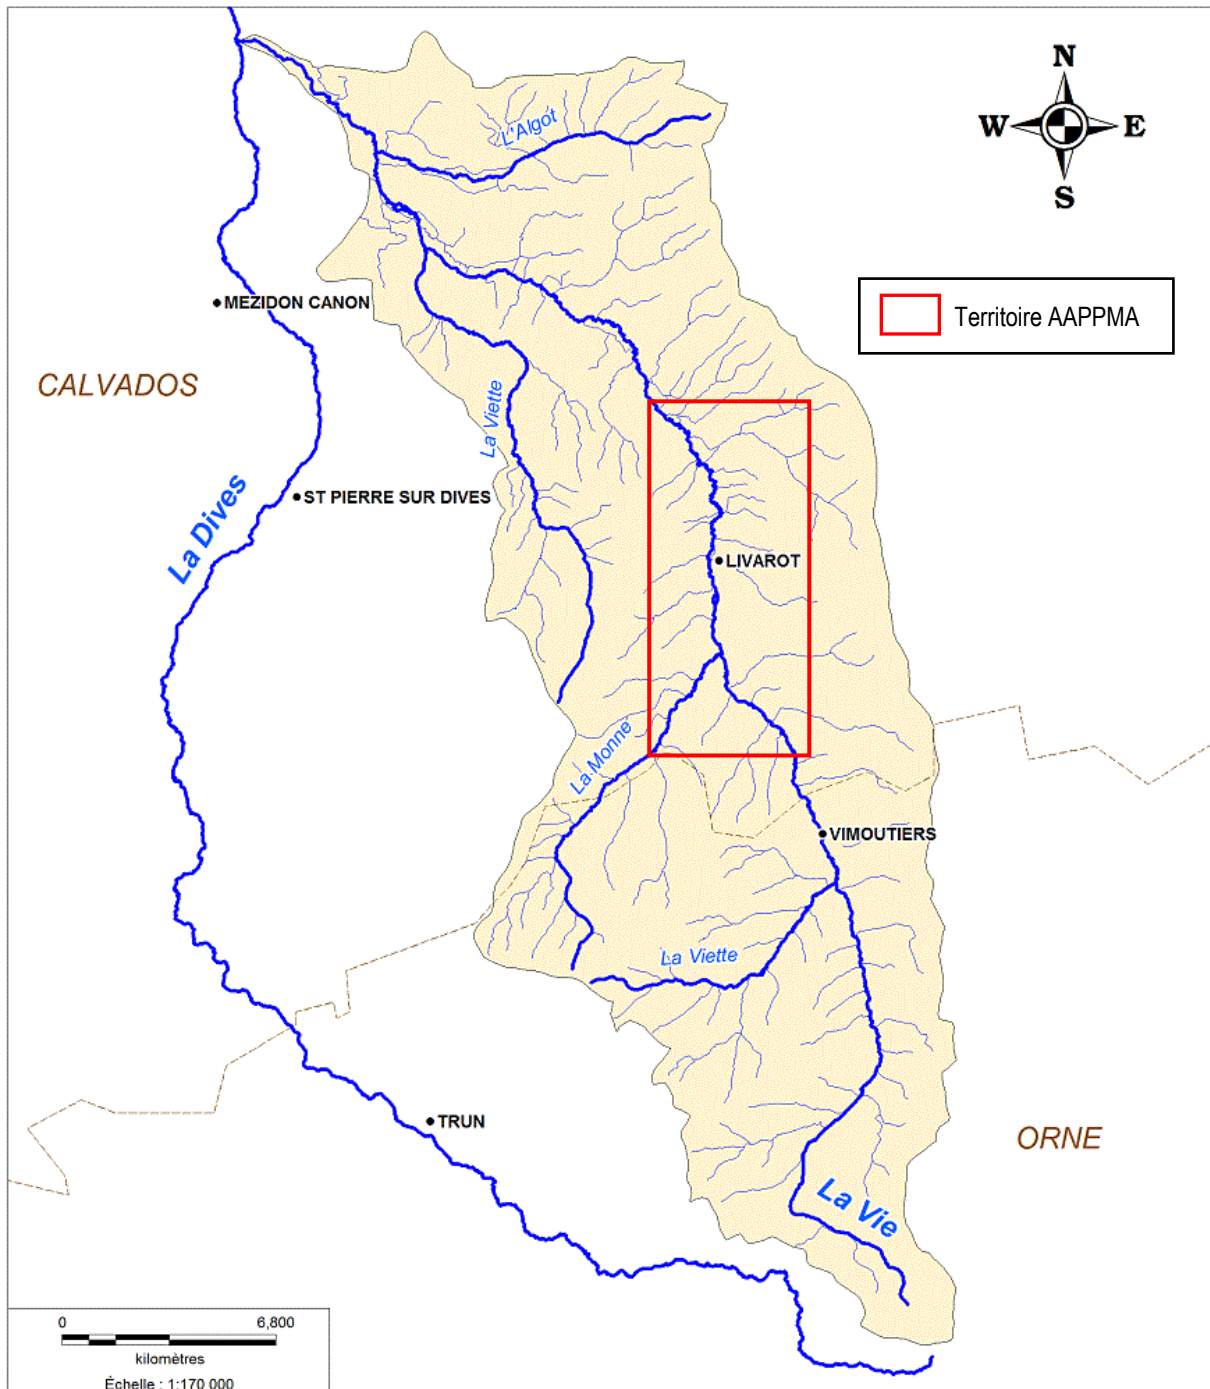 N
W
E
S
L'Algot
MEZIDON CANON
Territoire AAPPMA
CALVADOS
La Viette
La Dives
ST PIERRE SUR DIVES
LIVAROT
La Monne
VIMOUTIERS
La Viette
TRUN
ORNE
La Vie
0 6,800
kilomètres
Échelle : 1:170 000